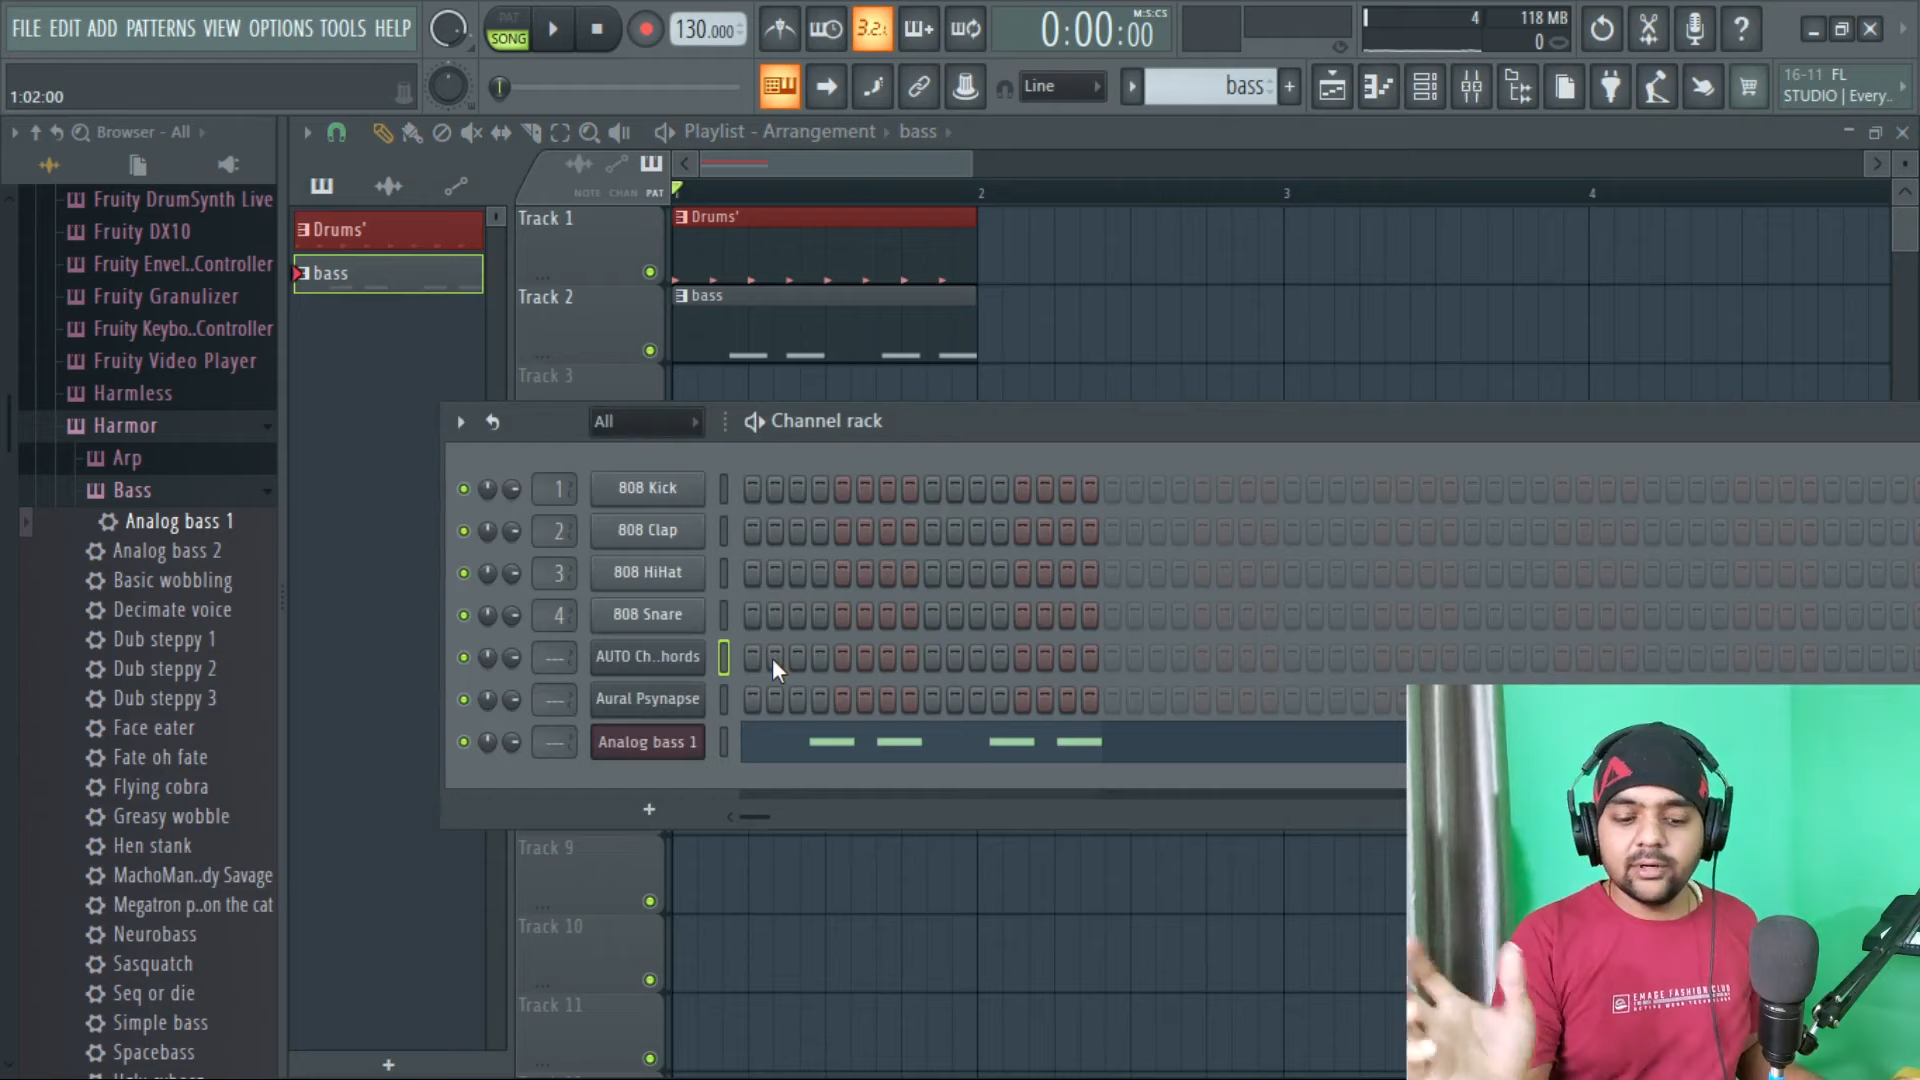 FILE EDIT ADD PATTERNS VIEW OPTIONS TOOLS HELP
PAT
SONG
130.000
3.2.
0:00:00
M:S:CS
4
118 MB
0
1:02:00
Line
bass
16-11 FL
STUDIO | Every..
Browser - All
Playlist - Arrangement
bass
NOTE CHAN PAT
2
3
4
Fruity DrumSynth Live
Fruity DX10
Fruity Envel..Controller
Fruity Granulizer
Fruity Keybo..Controller
Fruity Video Player
Harmless
Harmor
Arp
Bass
Analog bass 1
Analog bass 2
Basic wobbling
Decimate voice
Dub steppy 1
Dub steppy 2
Dub steppy 3
Face eater
Fate oh fate
Flying cobra
Greasy wobble
Hen stank
MachoMan..dy Savage
Megatron p..on the cat
Neurobass
Sasquatch
Seq or die
Simple bass
Spacebass
Drums'
bass
Track 1
Drums'
Track 2
bass
Track 3
All
Channel rack
1
808 Kick
2
808 Clap
3
808 HiHat
4
808 Snare
---
AUTO Ch..hords
---
Aural Psynapse
---
Analog bass 1
Track 9
Track 10
Track 11
EMAGE FASHION CLUB